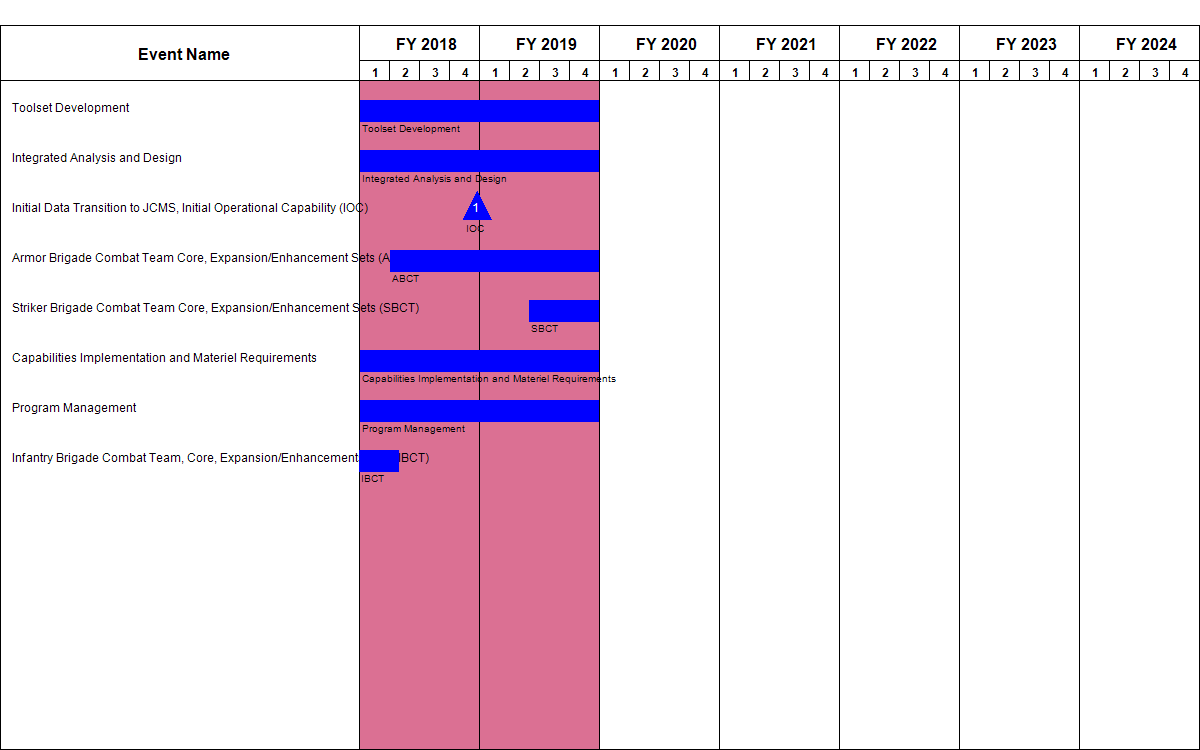 Event Name
FY 2018 FY 2019 FY 2020 FY 2021 FY 2022 FY 2023 FY 2024
1 2 3 4 1 2 3 4 1 2 3 4 1 2 3 4 1 2 3 4 1 2 3 4 1 2 3 4
Toolset Development
Toolset Development
Integrated Analysis and Design
Integrated Analysis and Design
Initial Data Transition to JCMS, Initial Operational Capability (IOC)
1
IOC
Armor Brigade Combat Team Core, Expansion/Enhancement Sets (A
ABCT
Striker Brigade Combat Team Core, Expansion/Enhancement Sets (SBCT)
SBCT
Capabilities Implementation and Materiel Requirements
Capabilities Implementation and Materiel Requirements
Program Management
Program Management
Infantry Brigade Combat Team, Core, Expansion/Enhancement BCT)
IBCT